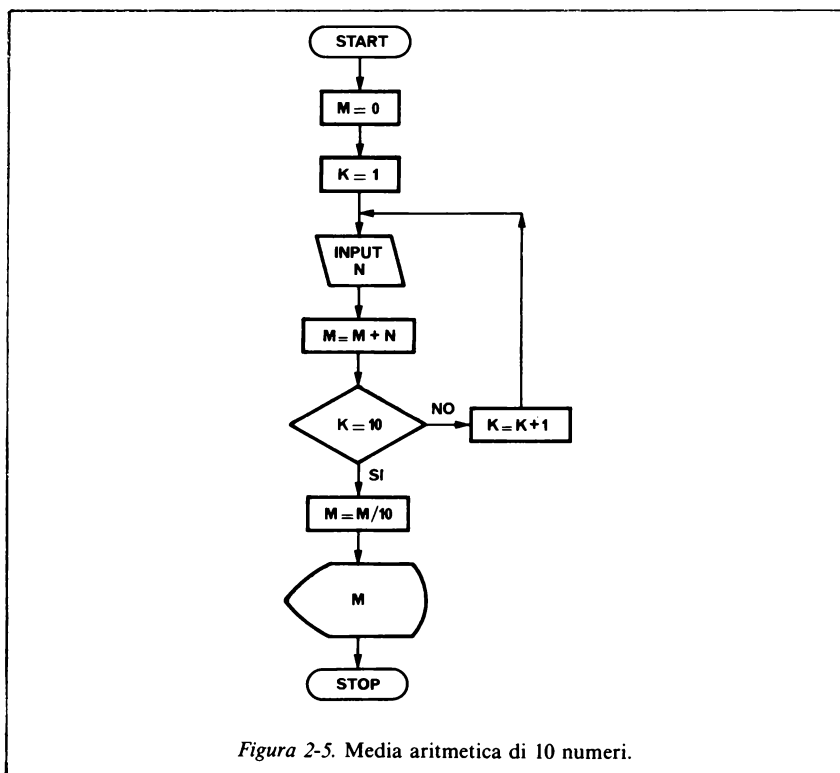 START
M = 0
K = 1
INPUT
N
M = M + N
K = 10
NO
K = K + 1
SI
M = M/10
M
STOP
Figura 2-5. Media aritmetica di 10 numeri.